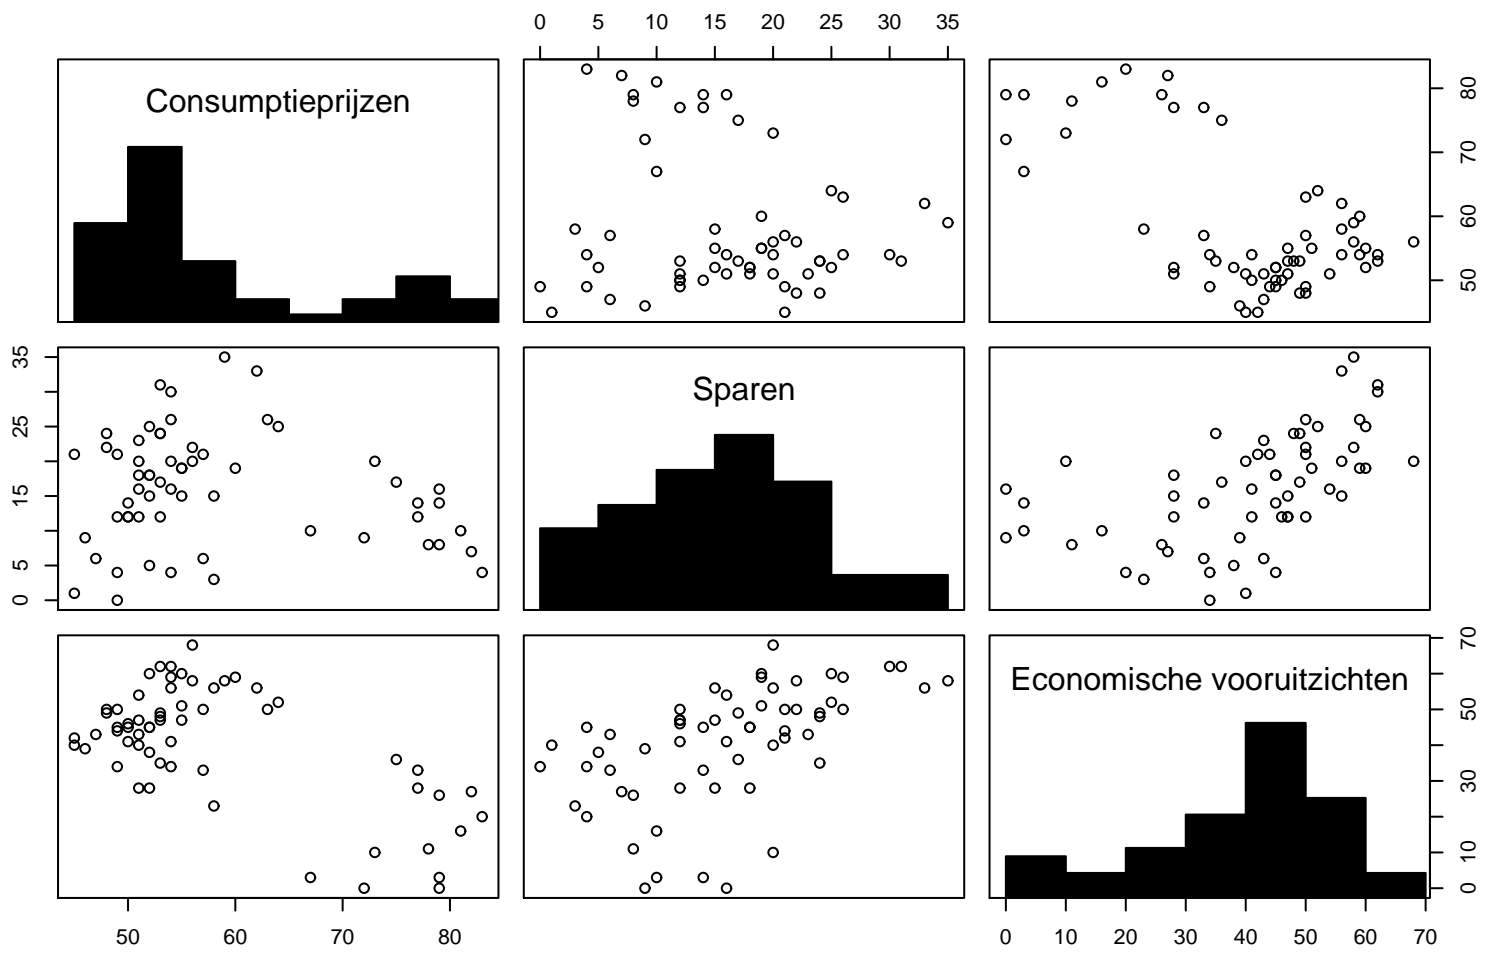 0 5 10 15 20 25 30 35
Consumptieprijzen
50 60 70 80
0 5 15 25 35
Sparen
Economische vooruitzichten
0 10 30 50 70
50 60 70 80
0 10 20 30 40 50 60 70